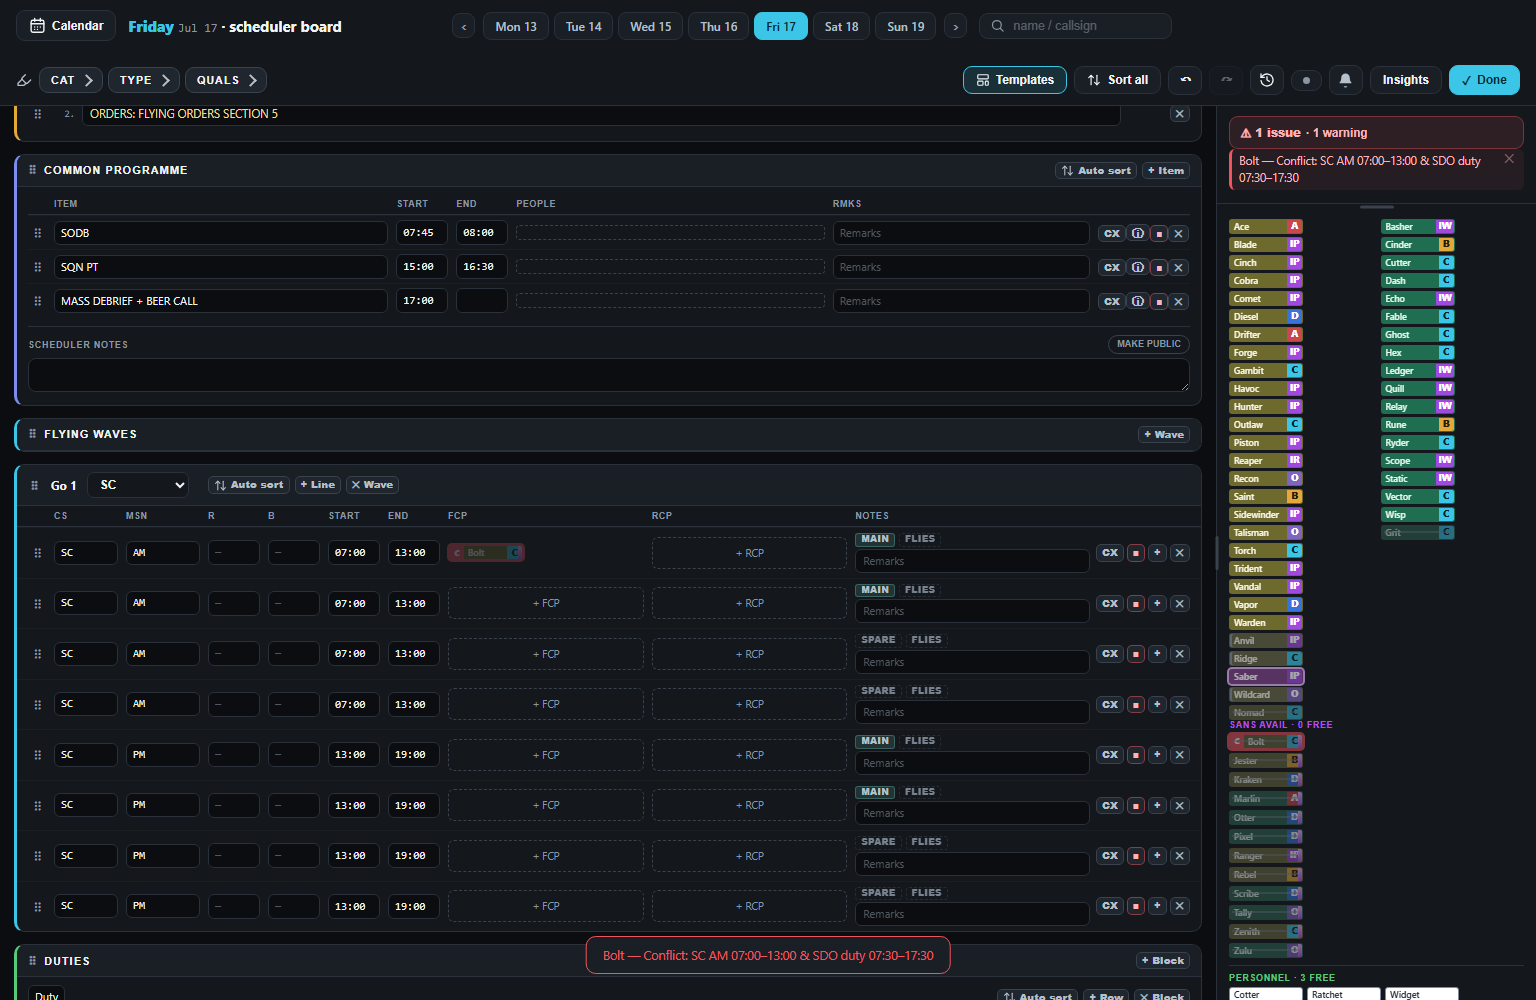 Calendar
Friday Jul 17 · scheduler board
‹ Mon 13 Tue 14 Wed 15 Thu 16 Fri 17 Sat 18 Sun 19 ›
name / callsign
CAT TYPE QUALS
Templates Sort all Insights ✓ Done
2. ORDERS: FLYING ORDERS SECTION 5
COMMON PROGRAMME
Auto sort + Item
ITEM START END PEOPLE RMKS
SODB 07:45 08:00 Remarks CX
SQN PT 15:00 16:30 Remarks CX
MASS DEBRIEF + BEER CALL 17:00 Remarks CX
SCHEDULER NOTES MAKE PUBLIC
FLYING WAVES + Wave
Go 1 SC Auto sort + Line × Wave
CS MSN R B START END FCP RCP NOTES
MAIN FLIES
SC AM – – 07:00 13:00 C Bolt C + RCP Remarks CX
MAIN FLIES
SC AM – – 07:00 13:00 + FCP + RCP Remarks CX
SPARE FLIES
SC AM – – 07:00 13:00 + FCP + RCP Remarks CX
SPARE FLIES
SC AM – – 07:00 13:00 + FCP + RCP Remarks CX
MAIN FLIES
SC PM – – 13:00 19:00 + FCP + RCP Remarks CX
MAIN FLIES
SC PM – – 13:00 19:00 + FCP + RCP Remarks CX
SPARE FLIES
SC PM – – 13:00 19:00 + FCP + RCP Remarks CX
SPARE FLIES
SC PM – – 13:00 19:00 + FCP + RCP Remarks CX
DUTIES + Block
Bolt — Conflict: SC AM 07:00–13:00 & SDO duty 07:30–17:30
Duty Auto sort + Row × Block
⚠ 1 issue · 1 warning
Bolt — Conflict: SC AM 07:00–13:00 & SDO duty
07:30–17:30
Ace A
Blade IP
Cinch IP
Cobra IP
Comet IP
Diesel D
Drifter A
Forge IP
Gambit C
Havoc IP
Hunter IP
Outlaw C
Piston IP
Reaper IR
Recon O
Saint B
Sidewinder IP
Talisman O
Torch C
Trident IP
Vandal IP
Vapor D
Warden IP
Anvil IP
Ridge C
Saber IP
Wildcard O
Nomad C
Basher IW
Cinder B
Cutter C
Dash C
Echo IW
Fable C
Ghost C
Hex C
Ledger IW
Quill IW
Relay IW
Rune B
Ryder C
Scope IW
Static IW
Vector C
Wisp C
Grit C
SANS AVAIL · 0 FREE
C Bolt C
Jester B
Kraken D
Marlin A
Otter D
Pixel D
Ranger
Rebel B
Scribe D
Tally O
Zenith C
Zulu O
PERSONNEL · 3 FREE
Cotter Ratchet Widget